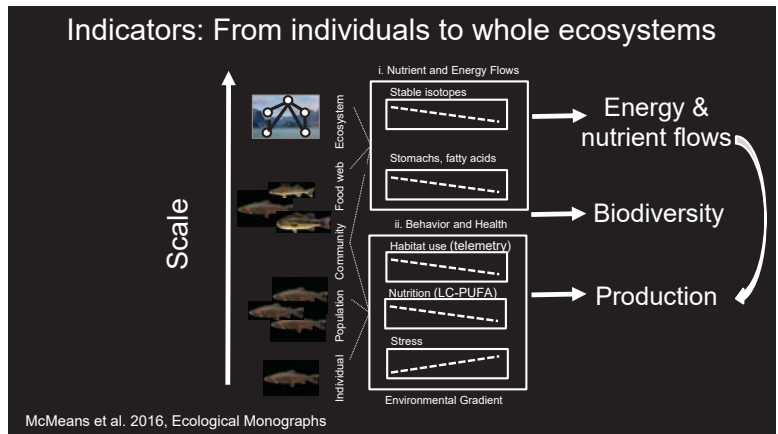 Indicators: From individuals to whole ecosystems
Scale
Ecosystem
Food web
Community
Population
Individual
i. Nutrient and Energy Flows
Stable isotopes
Stomachs, fatty acids
ii. Behavior and Health
Habitat use (telemetry)
Nutrition (LC-PUFA)
Stress
Environmental Gradient
Energy &
nutrient flows
Biodiversity
Production
McMeans et al. 2016, Ecological Monographs